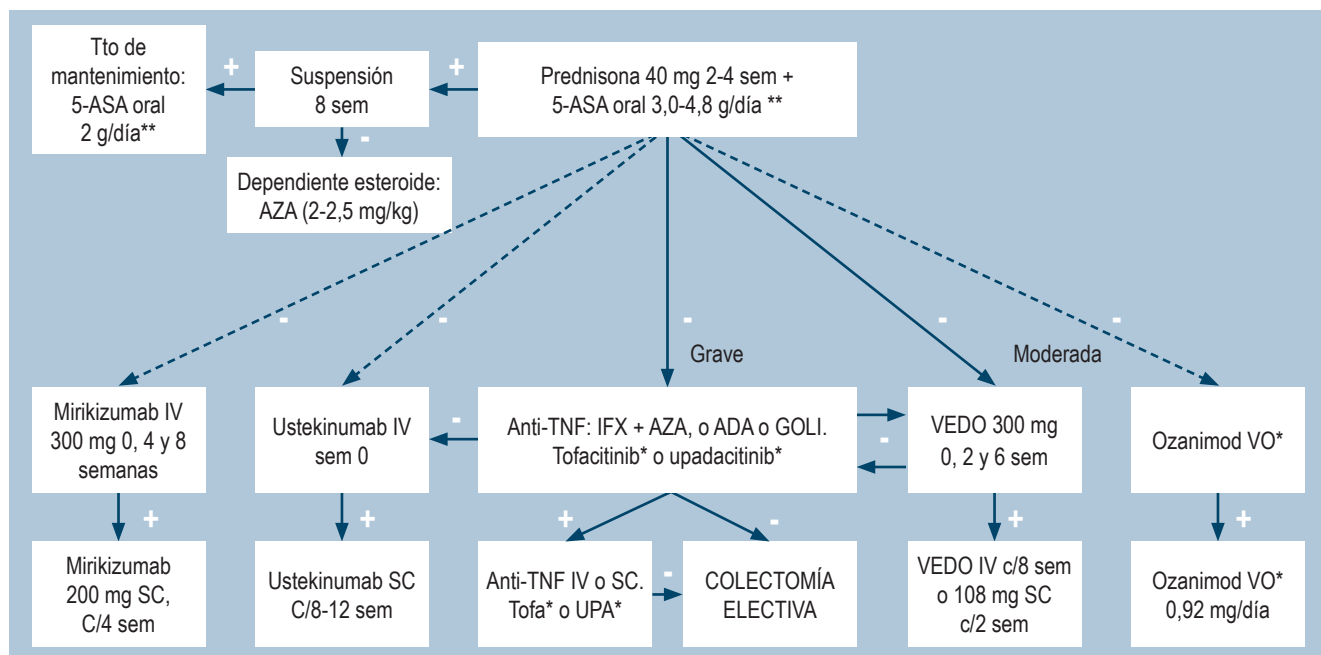 Tto de
mantenimiento:
5-ASA oral
2 g/día**
+
Suspensión
8 sem
+
Prednisona 40 mg 2-4 sem +
5-ASA oral 3,0-4,8 g/día **
-
Dependiente esteroide:
AZA (2-2,5 mg/kg)
-
-
-
-
-
Grave
Moderada
Mirikizumab IV
300 mg 0, 4 y 8
semanas
Ustekinumab IV
sem 0
-
Anti-TNF: IFX + AZA, o ADA o GOLI.
Tofacitinib* o upadacitinib*
-
VEDO 300 mg
0, 2 y 6 sem
Ozanimod VO*
+
+
+
-
+
+
Mirikizumab
200 mg SC,
C/4 sem
Ustekinumab SC
C/8-12 sem
Anti-TNF IV o SC.
Tofa* o UPA*
-
COLECTOMÍA
ELECTIVA
VEDO IV c/8 sem
o 108 mg SC
c/2 sem
Ozanimod VO*
0,92 mg/día